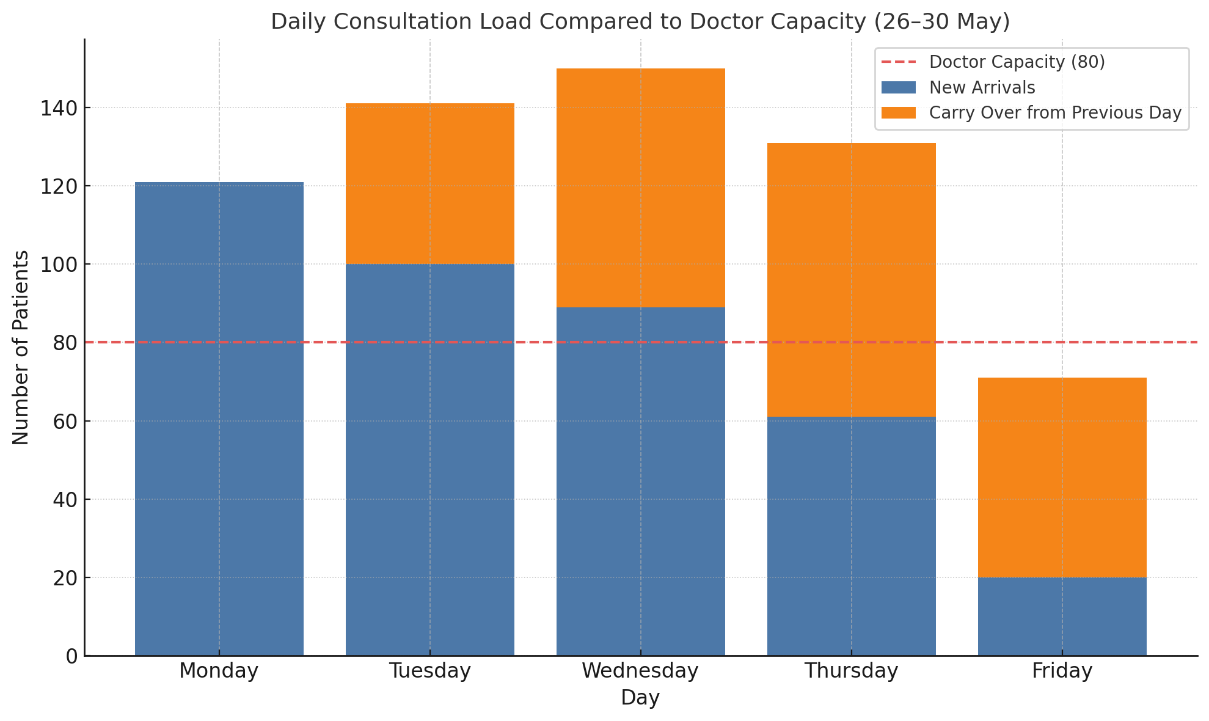 Daily Consultation Load Compared to Doctor Capacity (26–30 May)
Doctor Capacity (80)
New Arrivals
Carry Over from Previous Day
Number of Patients
140
120
100
80
60
40
20
0
Monday Tuesday Wednesday Thursday Friday
Day